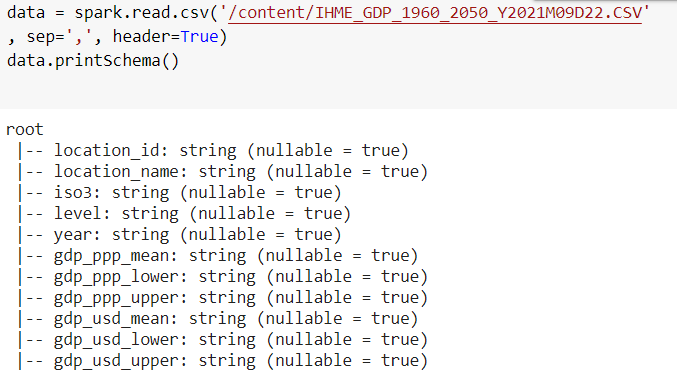 data = spark.read.csv('/content/IHME_GDP_1960_2050_Y2021M09D22.CSV'
, sep=',', header=True)
data.printSchema()
root
|-- location_id: string (nullable = true)
|-- location_name: string (nullable = true)
|-- iso3: string (nullable = true)
|-- level: string (nullable = true)
|-- year: string (nullable = true)
|-- gdp_ppp_mean: string (nullable = true)
|-- gdp_ppp_lower: string (nullable = true)
|-- gdp_ppp_upper: string (nullable = true)
|-- gdp_usd_mean: string (nullable = true)
|-- gdp_usd_lower: string (nullable = true)
|-- gdp_usd_upper: string (nullable = true)